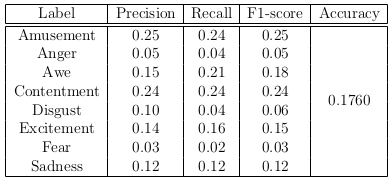 Label Precision Recall F1-score Accuracy
Amusement 0.25 0.24 0.25
Anger 0.05 0.04 0.05
Awe 0.15 0.21 0.18
Contentment 0.24 0.24 0.24
0.1760
Disgust 0.10 0.04 0.06
Excitement 0.14 0.16 0.15
Fear 0.03 0.02 0.03
Sadness 0.12 0.12 0.12